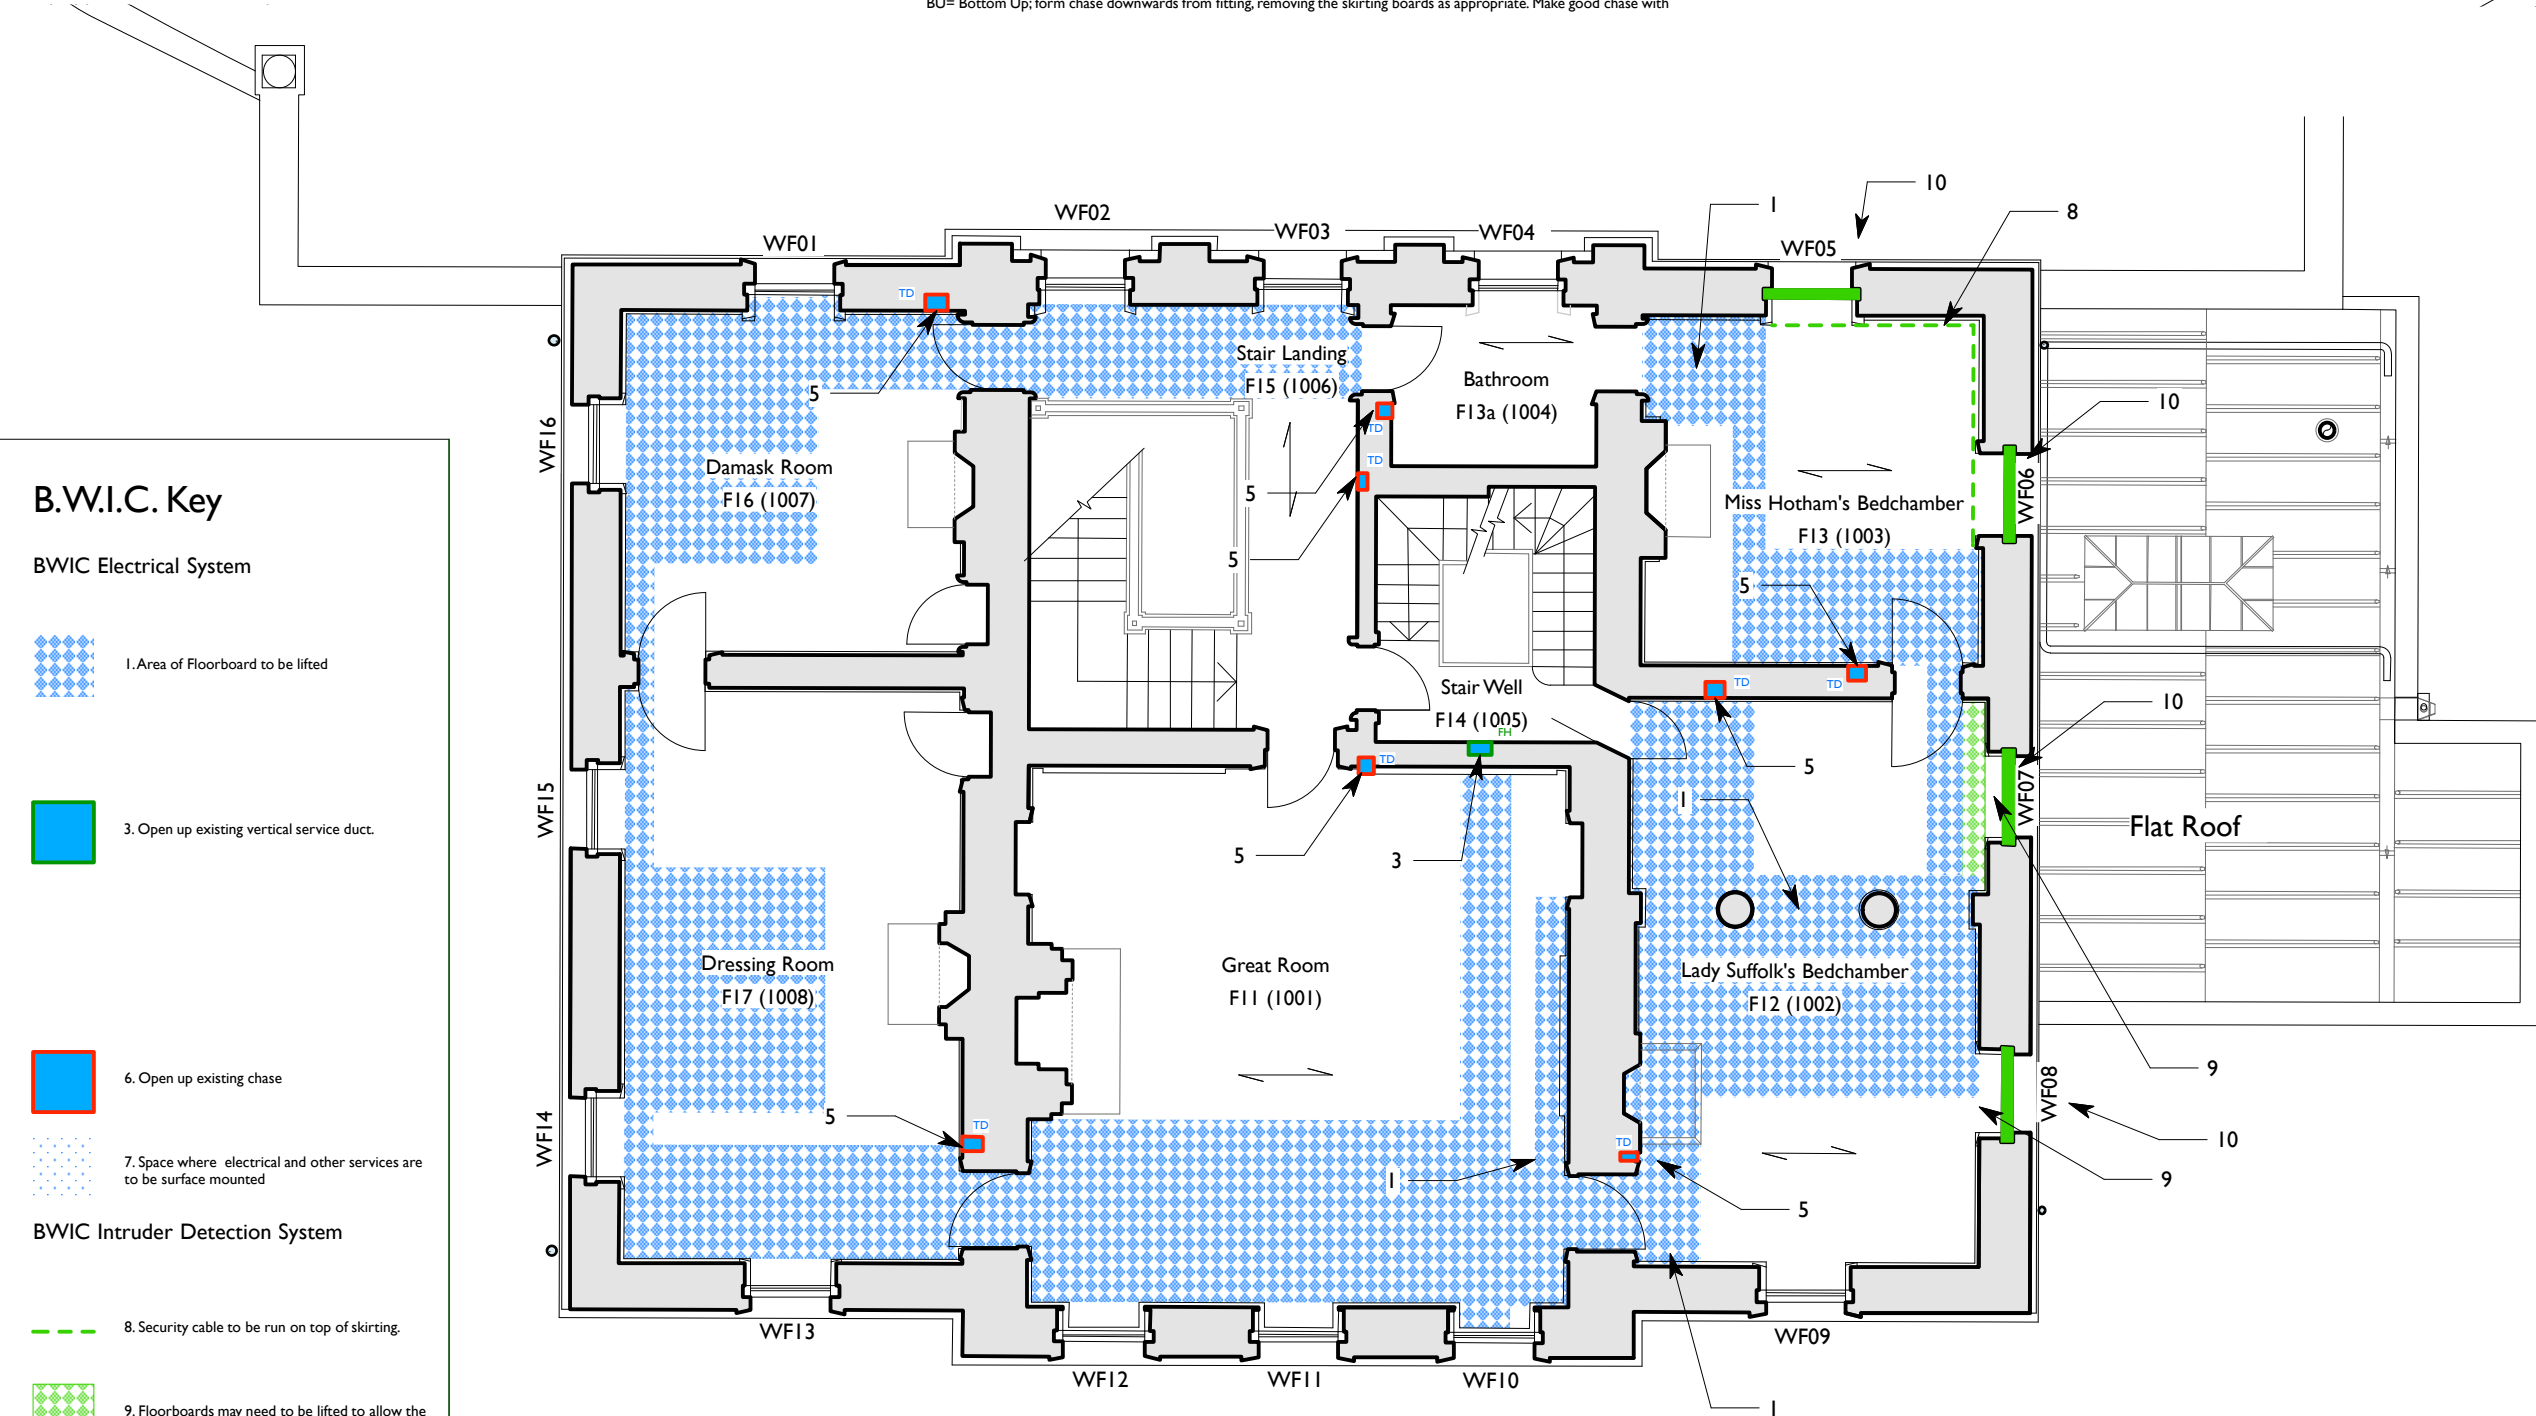 BU= Bottom Up; form chase downwards from fitting, removing the skirting boards as appropriate. Make good chase with
10
1
8
WF02
WF03
WF04
WF01
WF05
TD
5
Stair Landing
F15 (1006)
Bathroom
F13a (1004)
10
TD
TD
WF16
Damask Room
F16 (1007)
5
5
WF06
Miss Hotham's Bedchamber
F13 (1003)
5
TD
TD
Stair Well
F14 (1005)
FH
10
5
TD
1
5
3
WF15
WF07
Flat Roof
Dressing Room
F17 (1008)
Great Room
F11 (1001)
Lady Suffolk's Bedchamber
F12 (1002)
9
WF08
5
TD
TD
10
1
9
5
WF14
WF13
WF09
WF12
WF11
WF10
1
B.W.I.C. Key
BWIC Electrical System
1. Area of Floorboard to be lifted
3. Open up existing vertical service duct.
6. Open up existing chase
7. Space where electrical and other services are
to be surface mounted
BWIC Intruder Detection System
8. Security cable to be run on top of skirting.
9. Floorboards may need to be lifted to allow the